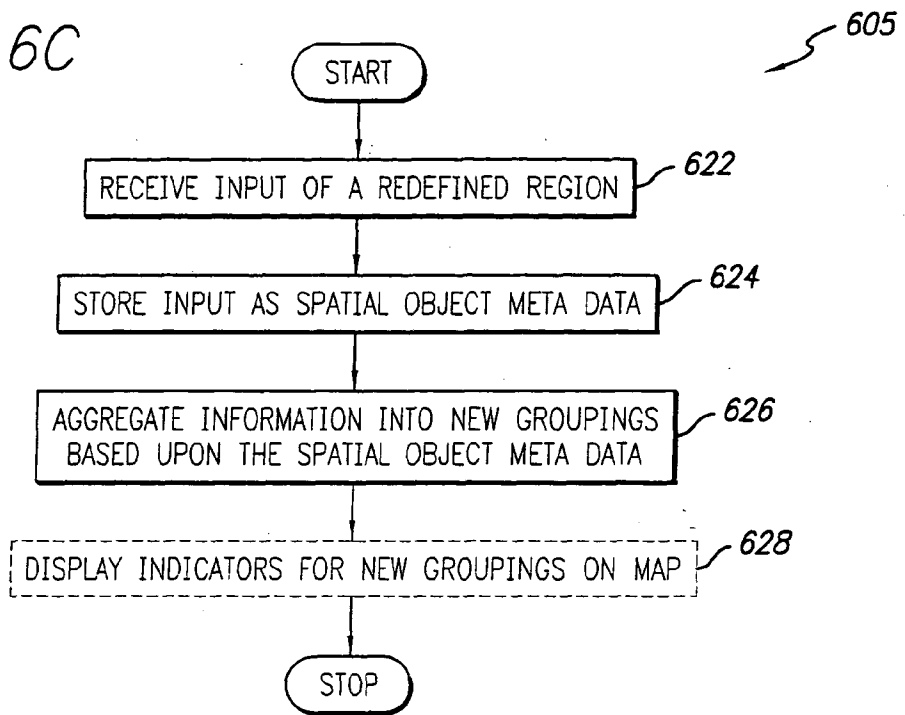 6C
605
START
RECEIVE INPUT OF A REDEFINED REGION
622
STORE INPUT AS SPATIAL OBJECT META DATA
624
AGGREGATE INFORMATION INTO NEW GROUPINGS
BASED UPON THE SPATIAL OBJECT META DATA
626
DISPLAY INDICATORS FOR NEW GROUPINGS ON MAP
628
STOP